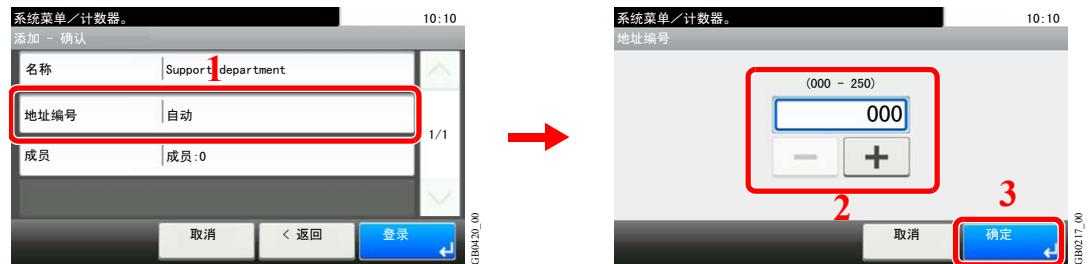 系统菜单／计数器。 10:10
添加 - 确认
名称 Support department
1
地址编号 自动
1/1
成员 成员:0
取消 < 返回 登录
GB0420_00
系统菜单／计数器。 10:10
地址编号
(000 - 250)
000
− +
2
3
取消 确定
GB0217_00